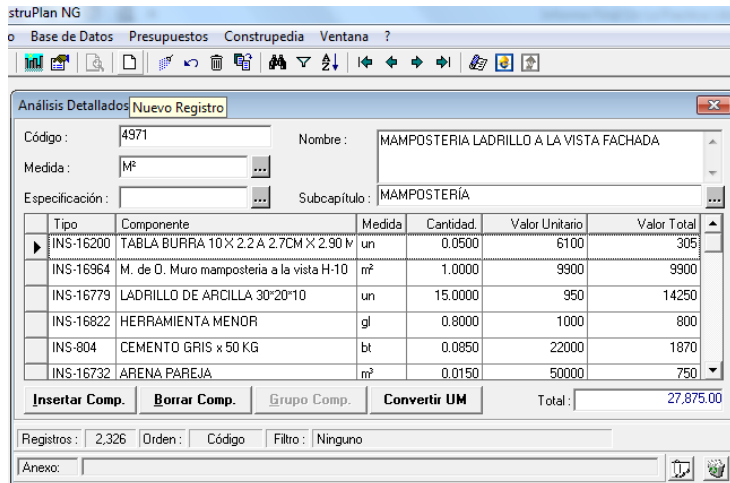 struPlan NG
o Base de Datos Presupuestos Construpedia Ventana ?
Análisis Detallados
Nuevo Registro
Código : 4971 Nombre : MAMPOSTERIA LADRILLO A LA VISTA FACHADA
Medida : M² ...
Especificación : ... Subcapítulo : MAMPOSTERÍA ...
Tipo Componente Medida Cantidad. Valor Unitario Valor Total
INS-16200 TABLA BURRA 10 X 2.2 A 2.7CM X 2.90 M un 0.0500 6100 305
INS-16964 M. de O. Muro mamposteria a la vista H-10 m² 1.0000 9900 9900
INS-16779 LADRILLO DE ARCILLA 30*20*10 un 15.0000 950 14250
INS-16822 HERRAMIENTA MENOR gl 0.8000 1000 800
INS-804 CEMENTO GRIS x 50 KG bt 0.0850 22000 1870
INS-16732 ARENA PAREJA m³ 0.0150 50000 750
Insertar Comp. Borrar Comp. Grupo Comp. Convertir UM Total : 27,875.00
Registros : 2,326 Orden : Código Filtro : Ninguno
Anexo: